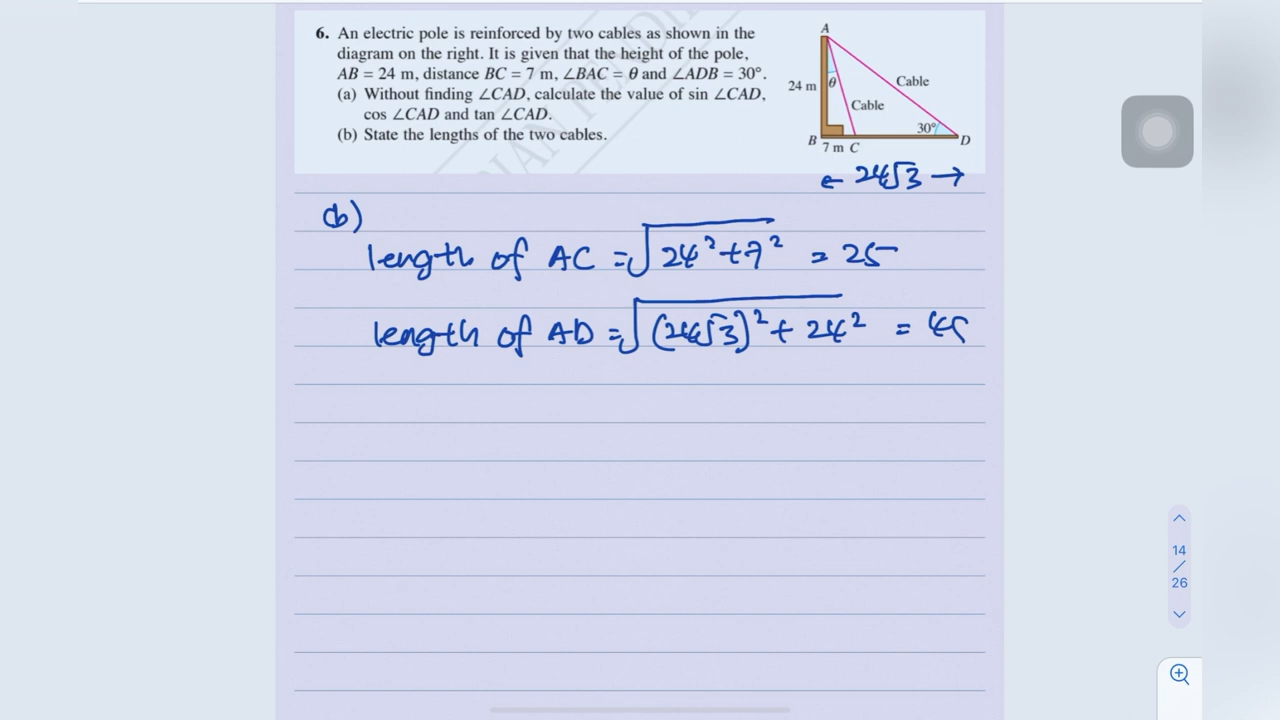 6. An electric pole is reinforced by two cables as shown in the
diagram on the right. It is given that the height of the pole,
AB = 24 m, distance BC = 7 m, ∠BAC = θ and ∠ADB = 30°.
(a) Without finding ∠CAD, calculate the value of sin ∠CAD,
cos ∠CAD and tan ∠CAD.
(b) State the lengths of the two cables.
A
24 m θ Cable
Cable
30°
B 7 m C D
← 24√3 →
(b)
length of AC = √(24² + 7²) = 25
length of AD = √((24√3)² + 24²) =
14
/
26